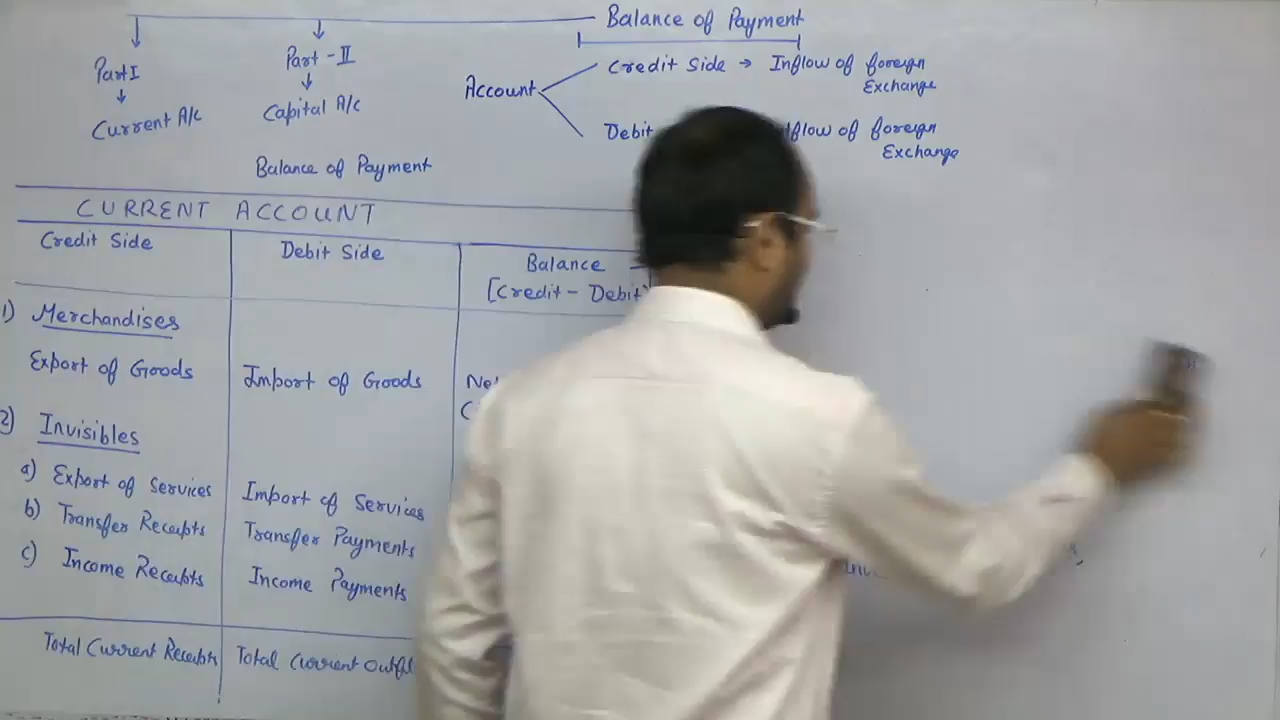 Balance of Payment
Part I
Part - II
Current A/c
Capital A/c
Account
Credit Side → Inflow of foreign
Exchange
Debit
flow of foreign
Exchange
Balance of Payment
CURRENT ACCOUNT
Credit Side
Debit Side
Balance
[Credit - Debit]
1) Merchandises
Export of Goods
Import of Goods
2) Invisibles
a) Export of Services
Import of Services
b) Transfer Receipts
Transfer Payments
c) Income Receipts
Income Payments
Total Current Receipts
Total Current Outfl